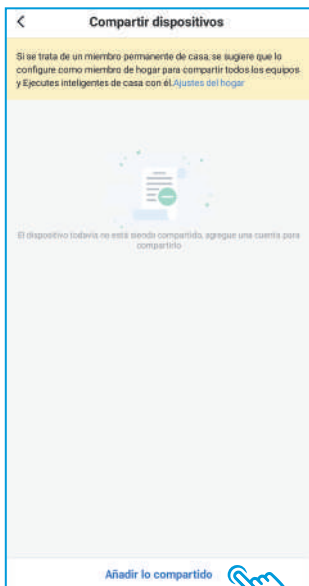 Compartir dispositivos
Si se trata de un miembro permanente de casa, se sugiere que lo
configure como miembro de hogar para compartir todos los equipos
y Ejecutes inteligentes de casa con él.Ajustes del hogar
El dispositivo todavía no está siendo compartido, agregue una cuenta para
compartirlo
Añadir lo compartido